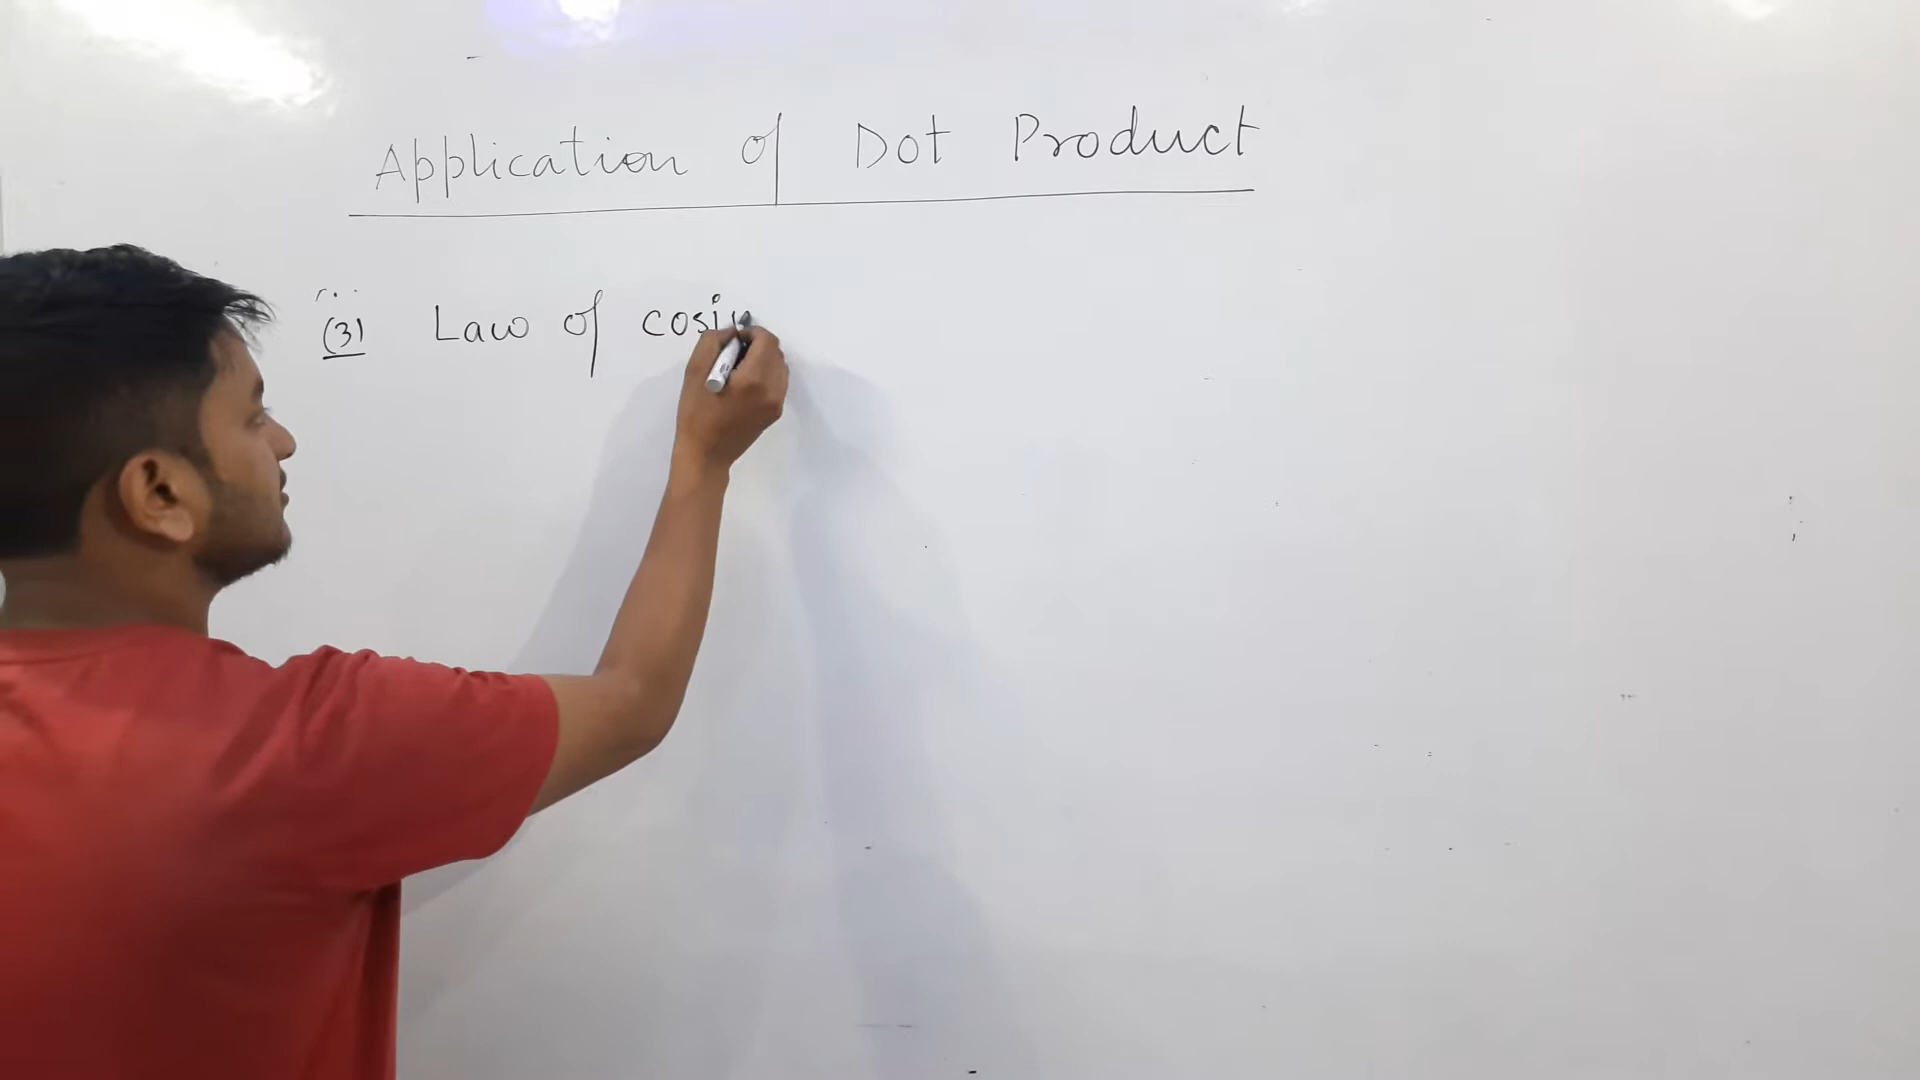 Application of Dot Product
(3) Law of cosin